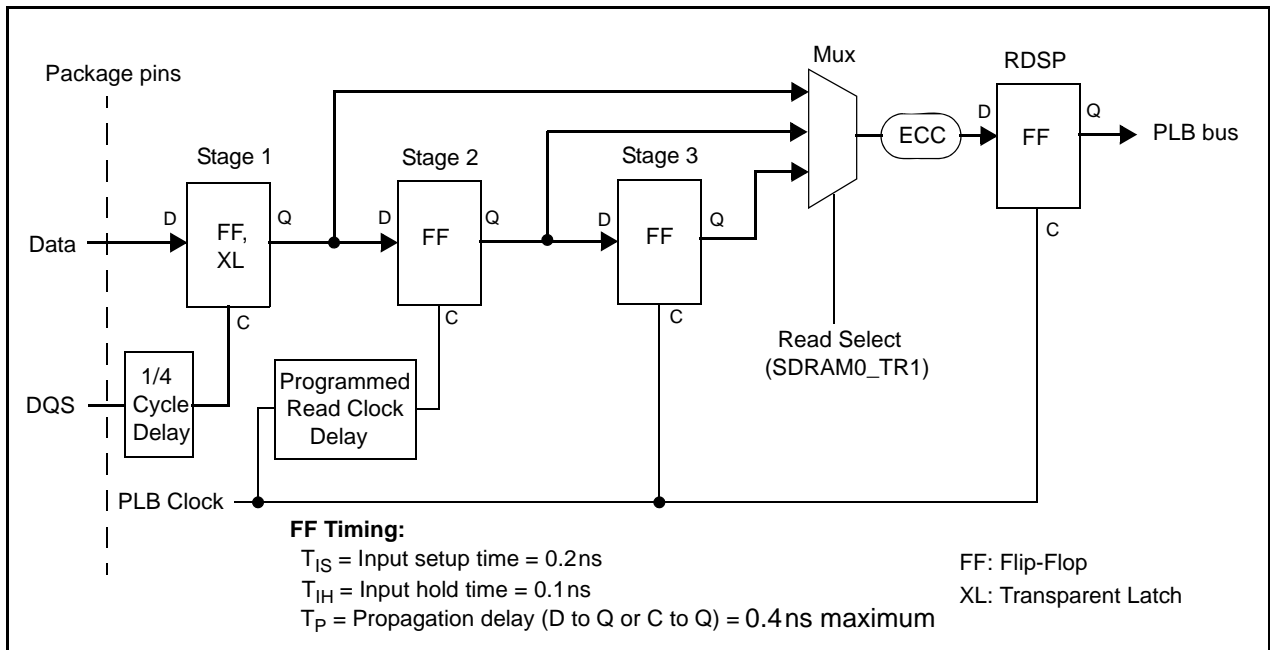 Mux
RDSP
Package pins
D
Q
ECC
FF
PLB bus
Stage 1
Stage 2
Stage 3
C
D
Q
D
Q
D
Q
Data
FF,
XL
FF
FF
C
C
C
1/4
Cycle
Delay
DQS
Programmed
Read Clock
Delay
Read Select
(SDRAM0_TR1)
PLB Clock
FF Timing:
TIS = Input setup time = 0.2ns
TIH = Input hold time = 0.1ns
TP = Propagation delay (D to Q or C to Q) = 0.4ns maximum
FF: Flip-Flop
XL: Transparent Latch